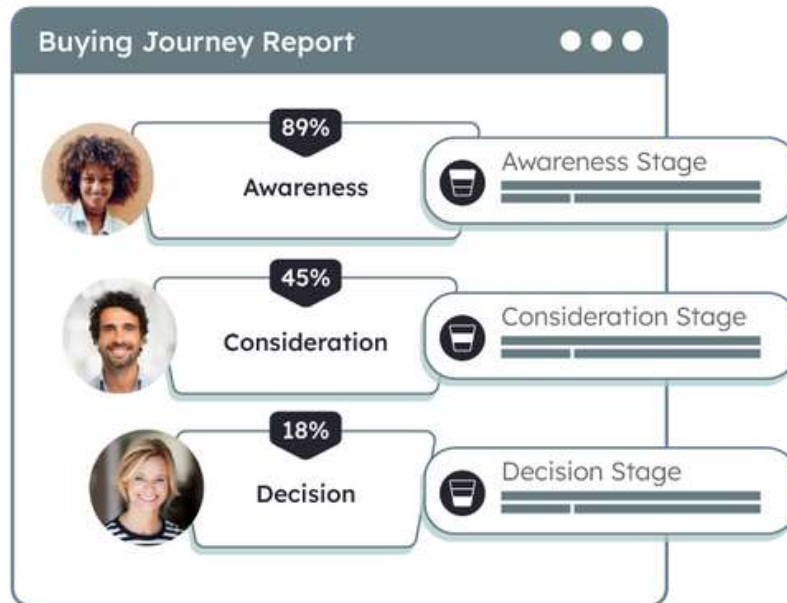 Buying Journey Report
89%
Awareness
Awareness Stage
45%
Consideration
Consideration Stage
18%
Decision
Decision Stage